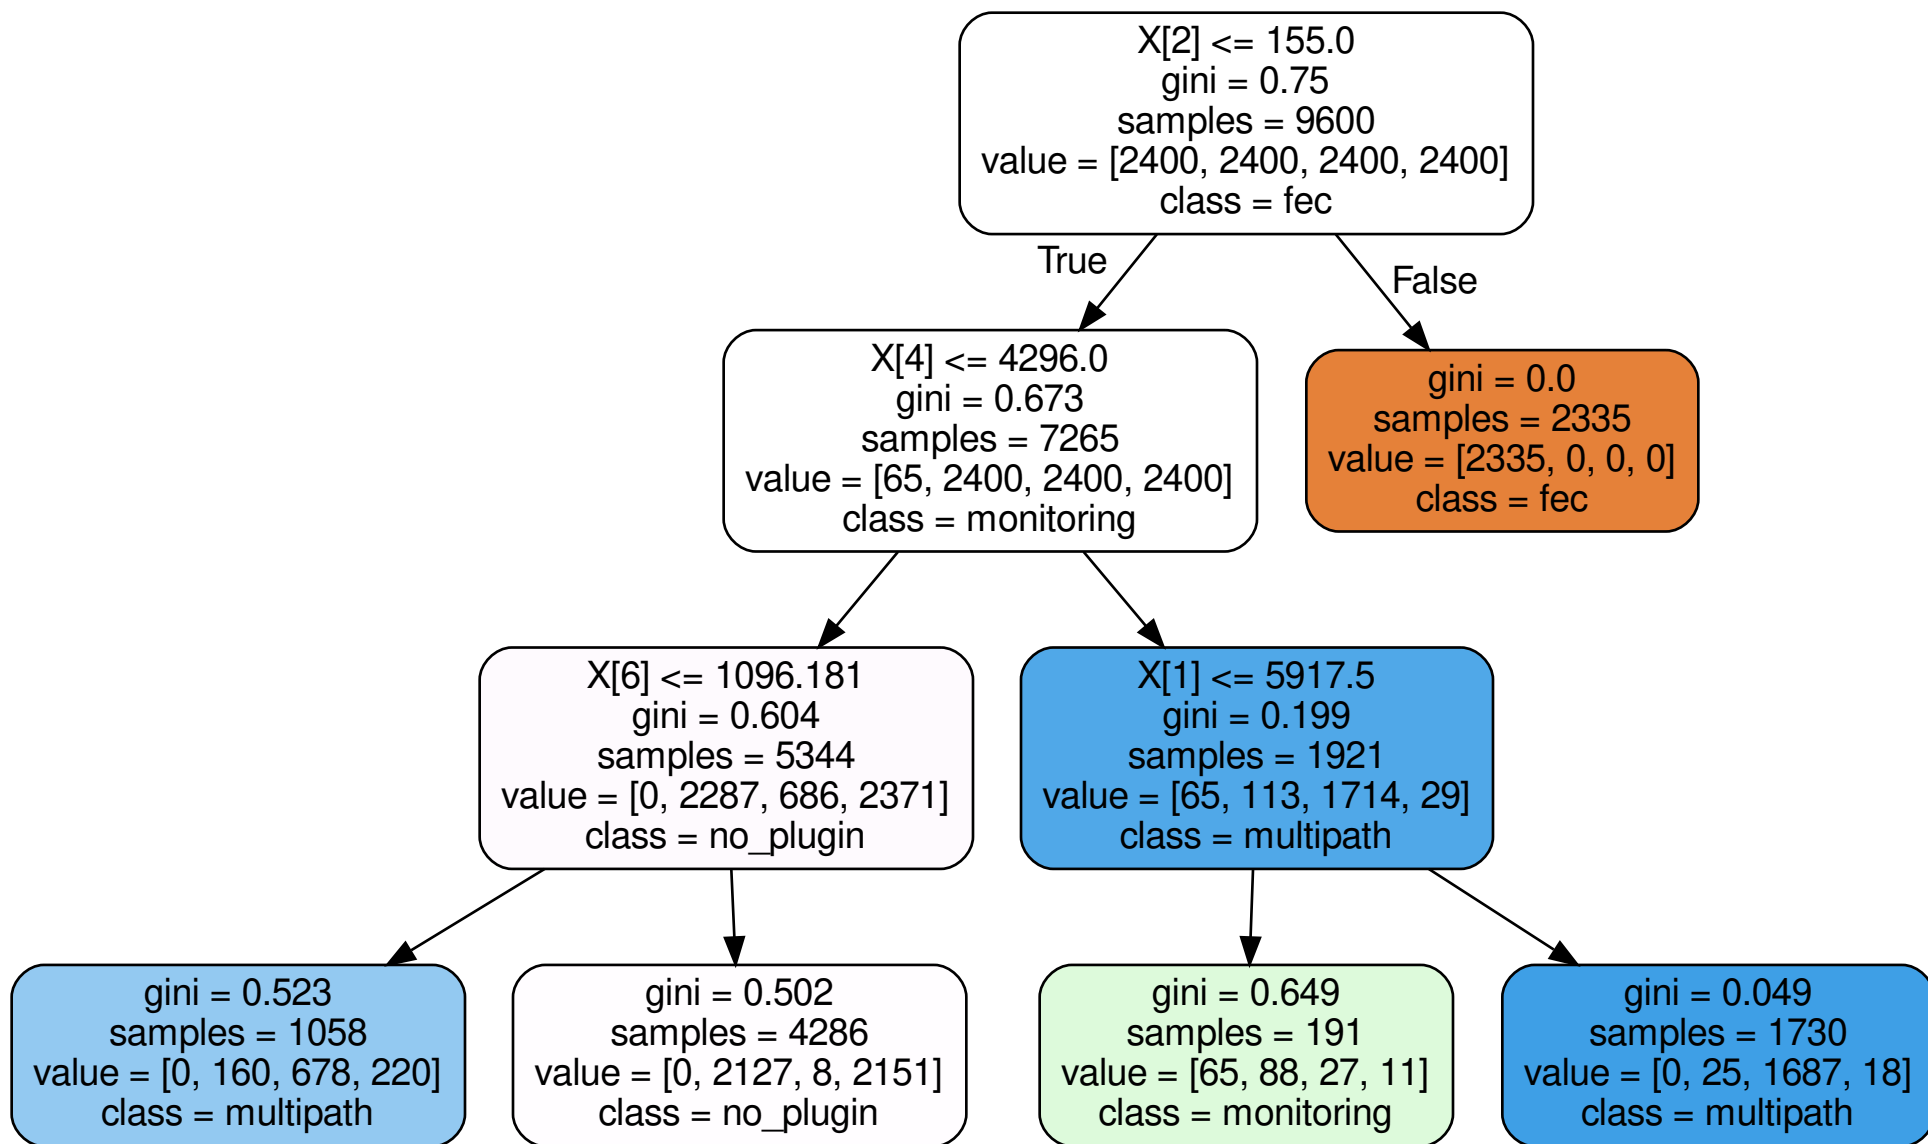 X[2] <= 155.0
gini = 0.75
samples = 9600
value = [2400, 2400, 2400, 2400]
class = fec
True
False
X[4] <= 4296.0
gini = 0.673
samples = 7265
value = [65, 2400, 2400, 2400]
class = monitoring
gini = 0.0
samples = 2335
value = [2335, 0, 0, 0]
class = fec
X[6] <= 1096.181
gini = 0.604
samples = 5344
value = [0, 2287, 686, 2371]
class = no_plugin
X[1] <= 5917.5
gini = 0.199
samples = 1921
value = [65, 113, 1714, 29]
class = multipath
gini = 0.523
samples = 1058
value = [0, 160, 678, 220]
class = multipath
gini = 0.502
samples = 4286
value = [0, 2127, 8, 2151]
class = no_plugin
gini = 0.649
samples = 191
value = [65, 88, 27, 11]
class = monitoring
gini = 0.049
samples = 1730
value = [0, 25, 1687, 18]
class = multipath